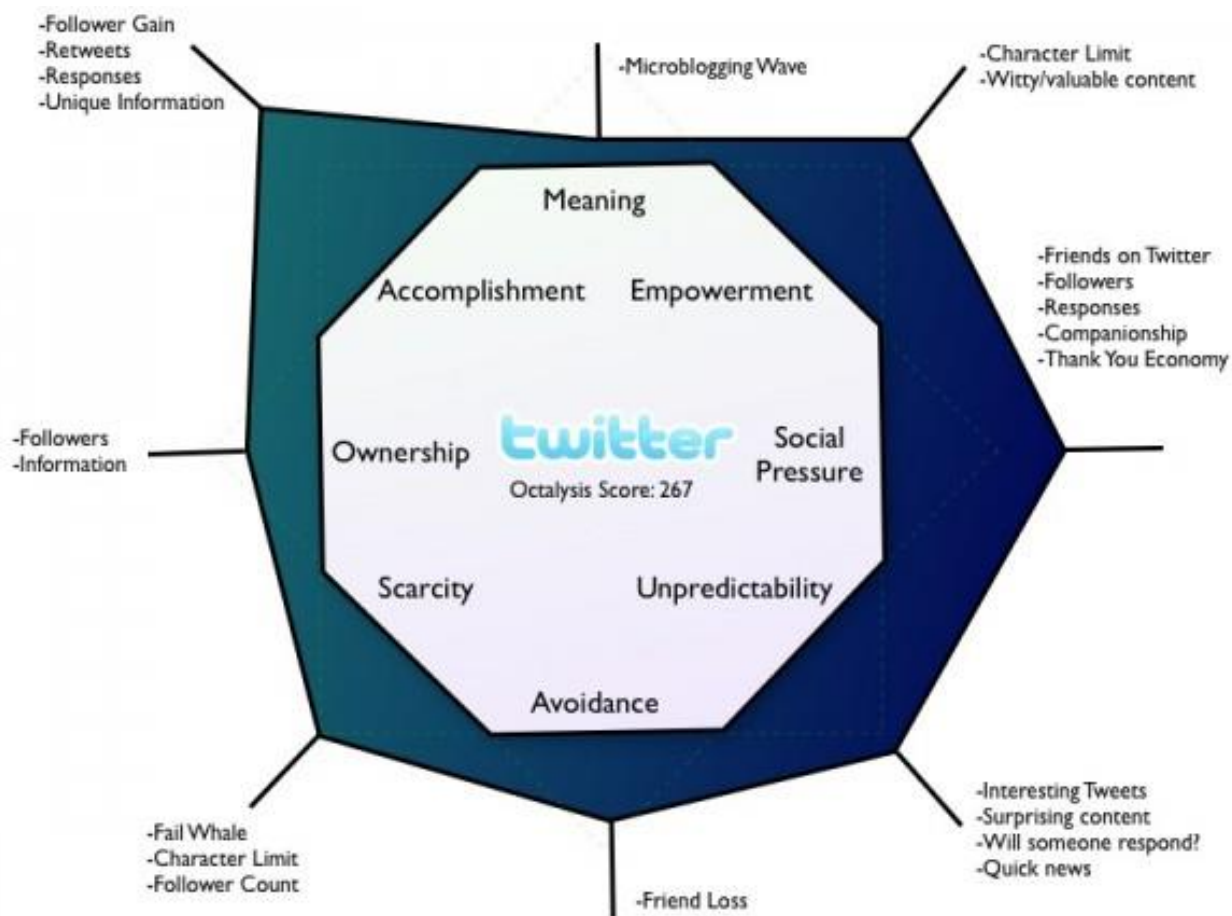 -Follower Gain
-Retweets
-Responses
-Unique Information
-Microblogging Wave
-Character Limit
-Witty/valuable content
Meaning
Accomplishment
Empowerment
-Friends on Twitter
-Followers
-Responses
-Companionship
-Thank You Economy
-Followers
-Information
Ownership
twitter
Octalysis Score: 267
Social
Pressure
Scarcity
Unpredictability
Avoidance
-Fail Whale
-Character Limit
-Follower Count
-Friend Loss
-Interesting Tweets
-Surprising content
-Will someone respond?
-Quick news